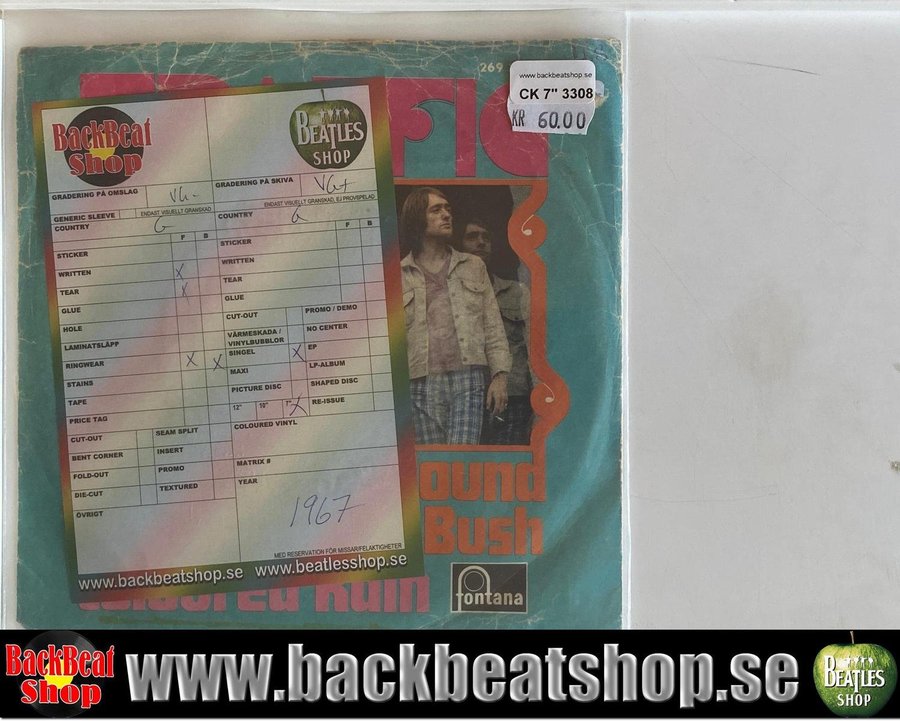 269
www.backbeatshop.se
CK 7" 3308
KR 60.00
BackBeat Shop
BEATLES SHOP
GRADERING PÅ OMSLAG VG-
GRADERING PÅ SKIVA VG+
GENERIC SLEEVE
ENDAST VISUELLT GRANSKAD
ENDAST VISUELLT GRANSKAD, EJ PROVSPELAD
COUNTRY G
COUNTRY G
F B
F B
STICKER
WRITTEN X
TEAR X
GLUE
HOLE
LAMINATSLÄPP
RINGWEAR X X
STAINS
TAPE
PRICE TAG
CUT-OUT
BENT CORNER
FOLD-OUT
DIE-CUT
SEAM SPLIT
INSERT
PROMO
TEXTURED
ÖVRIGT
STICKER
WRITTEN
TEAR
GLUE
CUT-OUT
VÄRMESKADA /
VINYLBUBBLOR
SINGEL X
MAXI
PICTURE DISC
12" 10" 7" X
PROMO / DEMO
NO CENTER
EP
LP-ALBUM
SHAPED DISC
RE-ISSUE
COLOURED VINYL
MATRIX #
YEAR
1967
MED RESERVATION FÖR MISSAR/FELAKTIGHETER
www.backbeatshop.se www.beatlesshop.se
ound
Bush
Coloured Rain
fontana
BackBeat Shop
www.backbeatshop.se
BEATLES SHOP